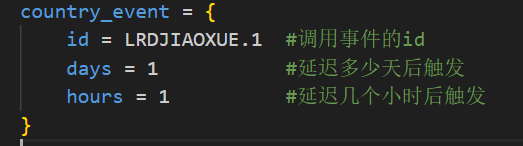 country_event = {
    id = LRDJIAOXUE.1  #调用事件的id
    days = 1           #延迟多少天后触发
    hours = 1          #延迟几个小时后触发
}